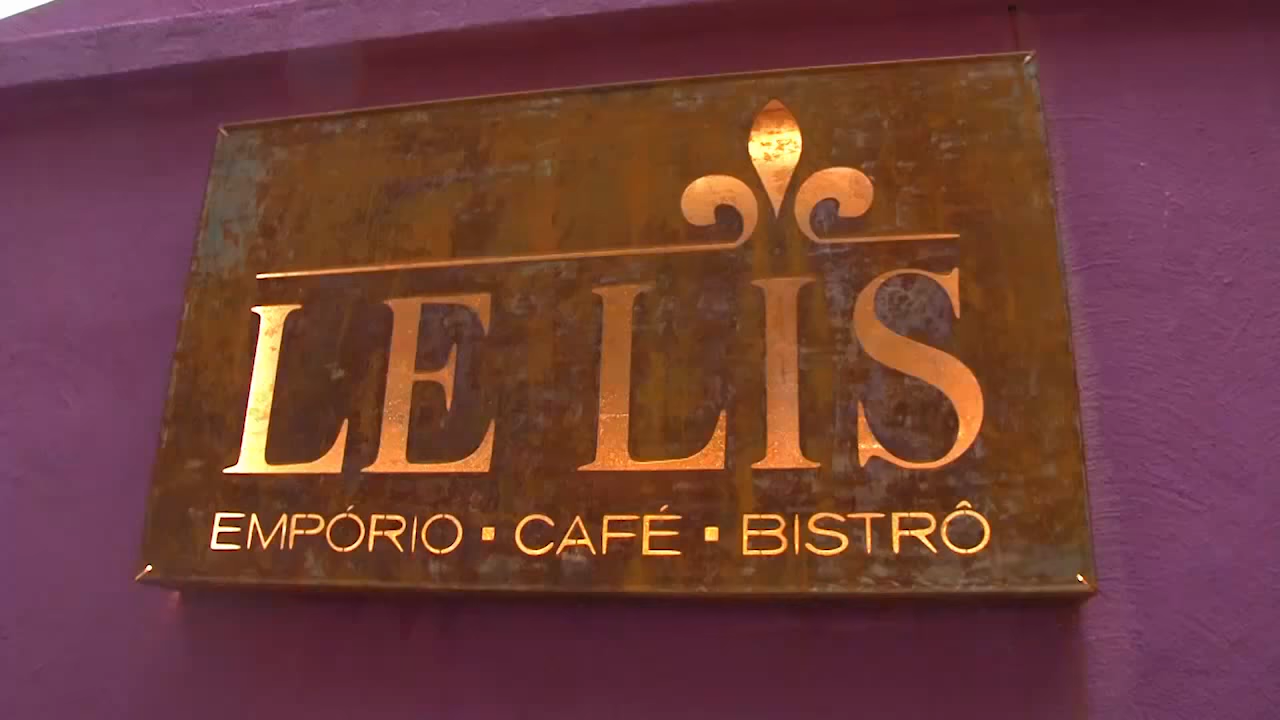 LE LIS
EMPÓRIO ▪ CAFÉ ▪ BISTRÔ